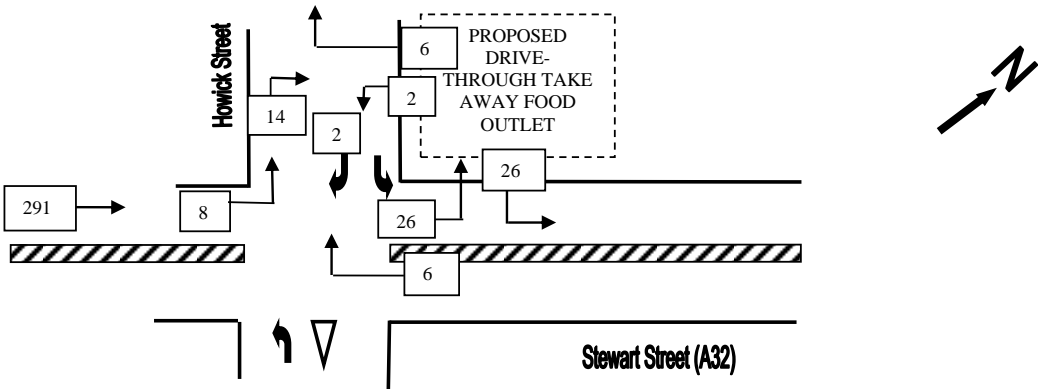 6
PROPOSED
DRIVE-
THROUGH TAKE
AWAY FOOD
OUTLET
Howick Street
14
2
2
26
291
8
26
6
N
Stewart Street (A32)